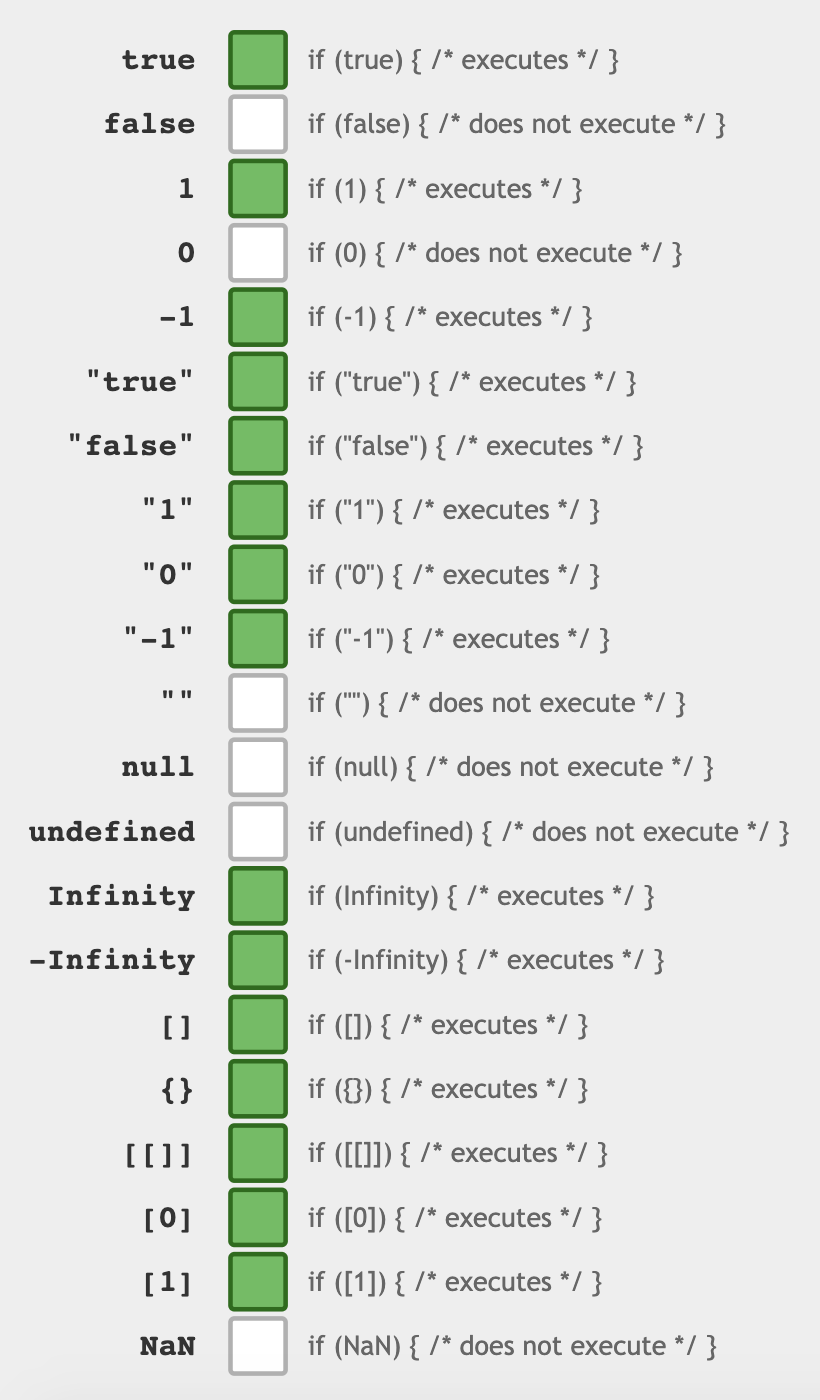 true if (true) { /* executes */ }
false if (false) { /* does not execute */ }
1 if (1) { /* executes */ }
0 if (0) { /* does not execute */ }
-1 if (-1) { /* executes */ }
"true" if ("true") { /* executes */ }
"false" if ("false") { /* executes */ }
"1" if ("1") { /* executes */ }
"0" if ("0") { /* executes */ }
"-1" if ("-1") { /* executes */ }
"" if ("") { /* does not execute */ }
null if (null) { /* does not execute */ }
undefined if (undefined) { /* does not execute */ }
Infinity if (Infinity) { /* executes */ }
-Infinity if (-Infinity) { /* executes */ }
[] if ([]) { /* executes */ }
{} if ({}) { /* executes */ }
[[]] if ([[]]) { /* executes */ }
[0] if ([0]) { /* executes */ }
[1] if ([1]) { /* executes */ }
NaN if (NaN) { /* does not execute */ }